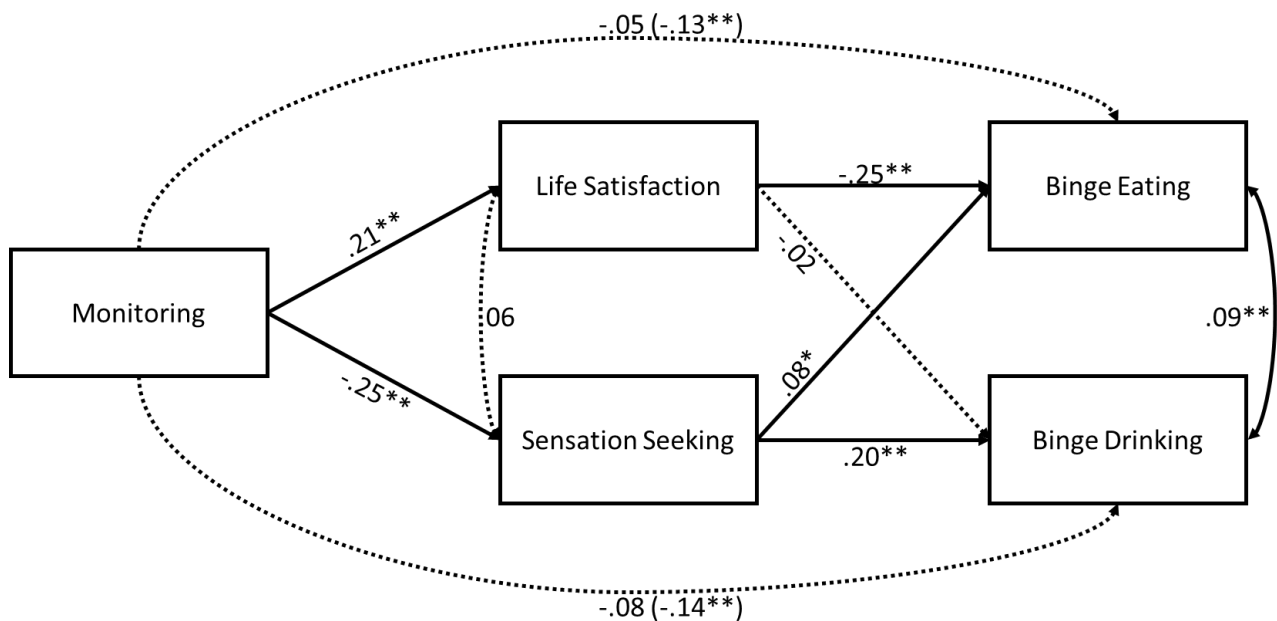 -.05 (-.13**)
Life Satisfaction
-.25**
Binge Eating
.21**
-.02
Monitoring
.06
.09**
-.25**
.08*
Sensation Seeking
.20**
Binge Drinking
-.08 (-.14**)